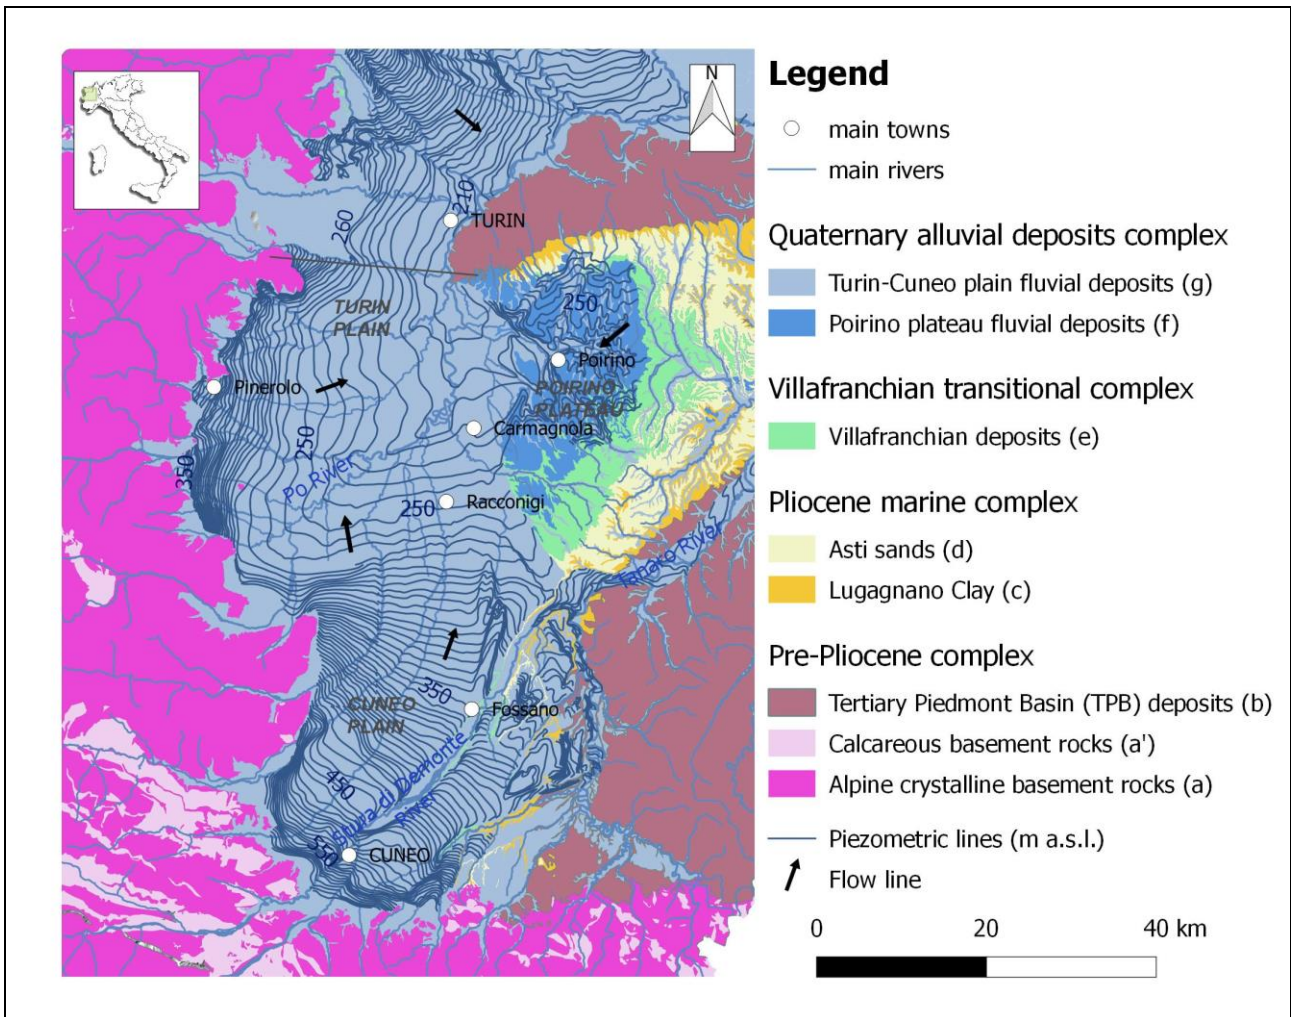 N
210
TURIN
260
250
TURIN
PLAIN
Poirino
POIRINO
PLATEAU
Pinerolo
Carmagnola
250
350
Po River
250
Racconigi
Tanaro River
350
CUNEO
PLAIN
Fossano
450
Stura di Demonte
River
550
CUNEO
Legend
main towns
main rivers
Quaternary alluvial deposits complex
Turin-Cuneo plain fluvial deposits (g)
Poirino plateau fluvial deposits (f)
Villafranchian transitional complex
Villafranchian deposits (e)
Pliocene marine complex
Asti sands (d)
Lugagnano Clay (c)
Pre-Pliocene complex
Tertiary Piedmont Basin (TPB) deposits (b)
Calcareous basement rocks (a')
Alpine crystalline basement rocks (a)
Piezometric lines (m a.s.l.)
Flow line
0 20 40 km